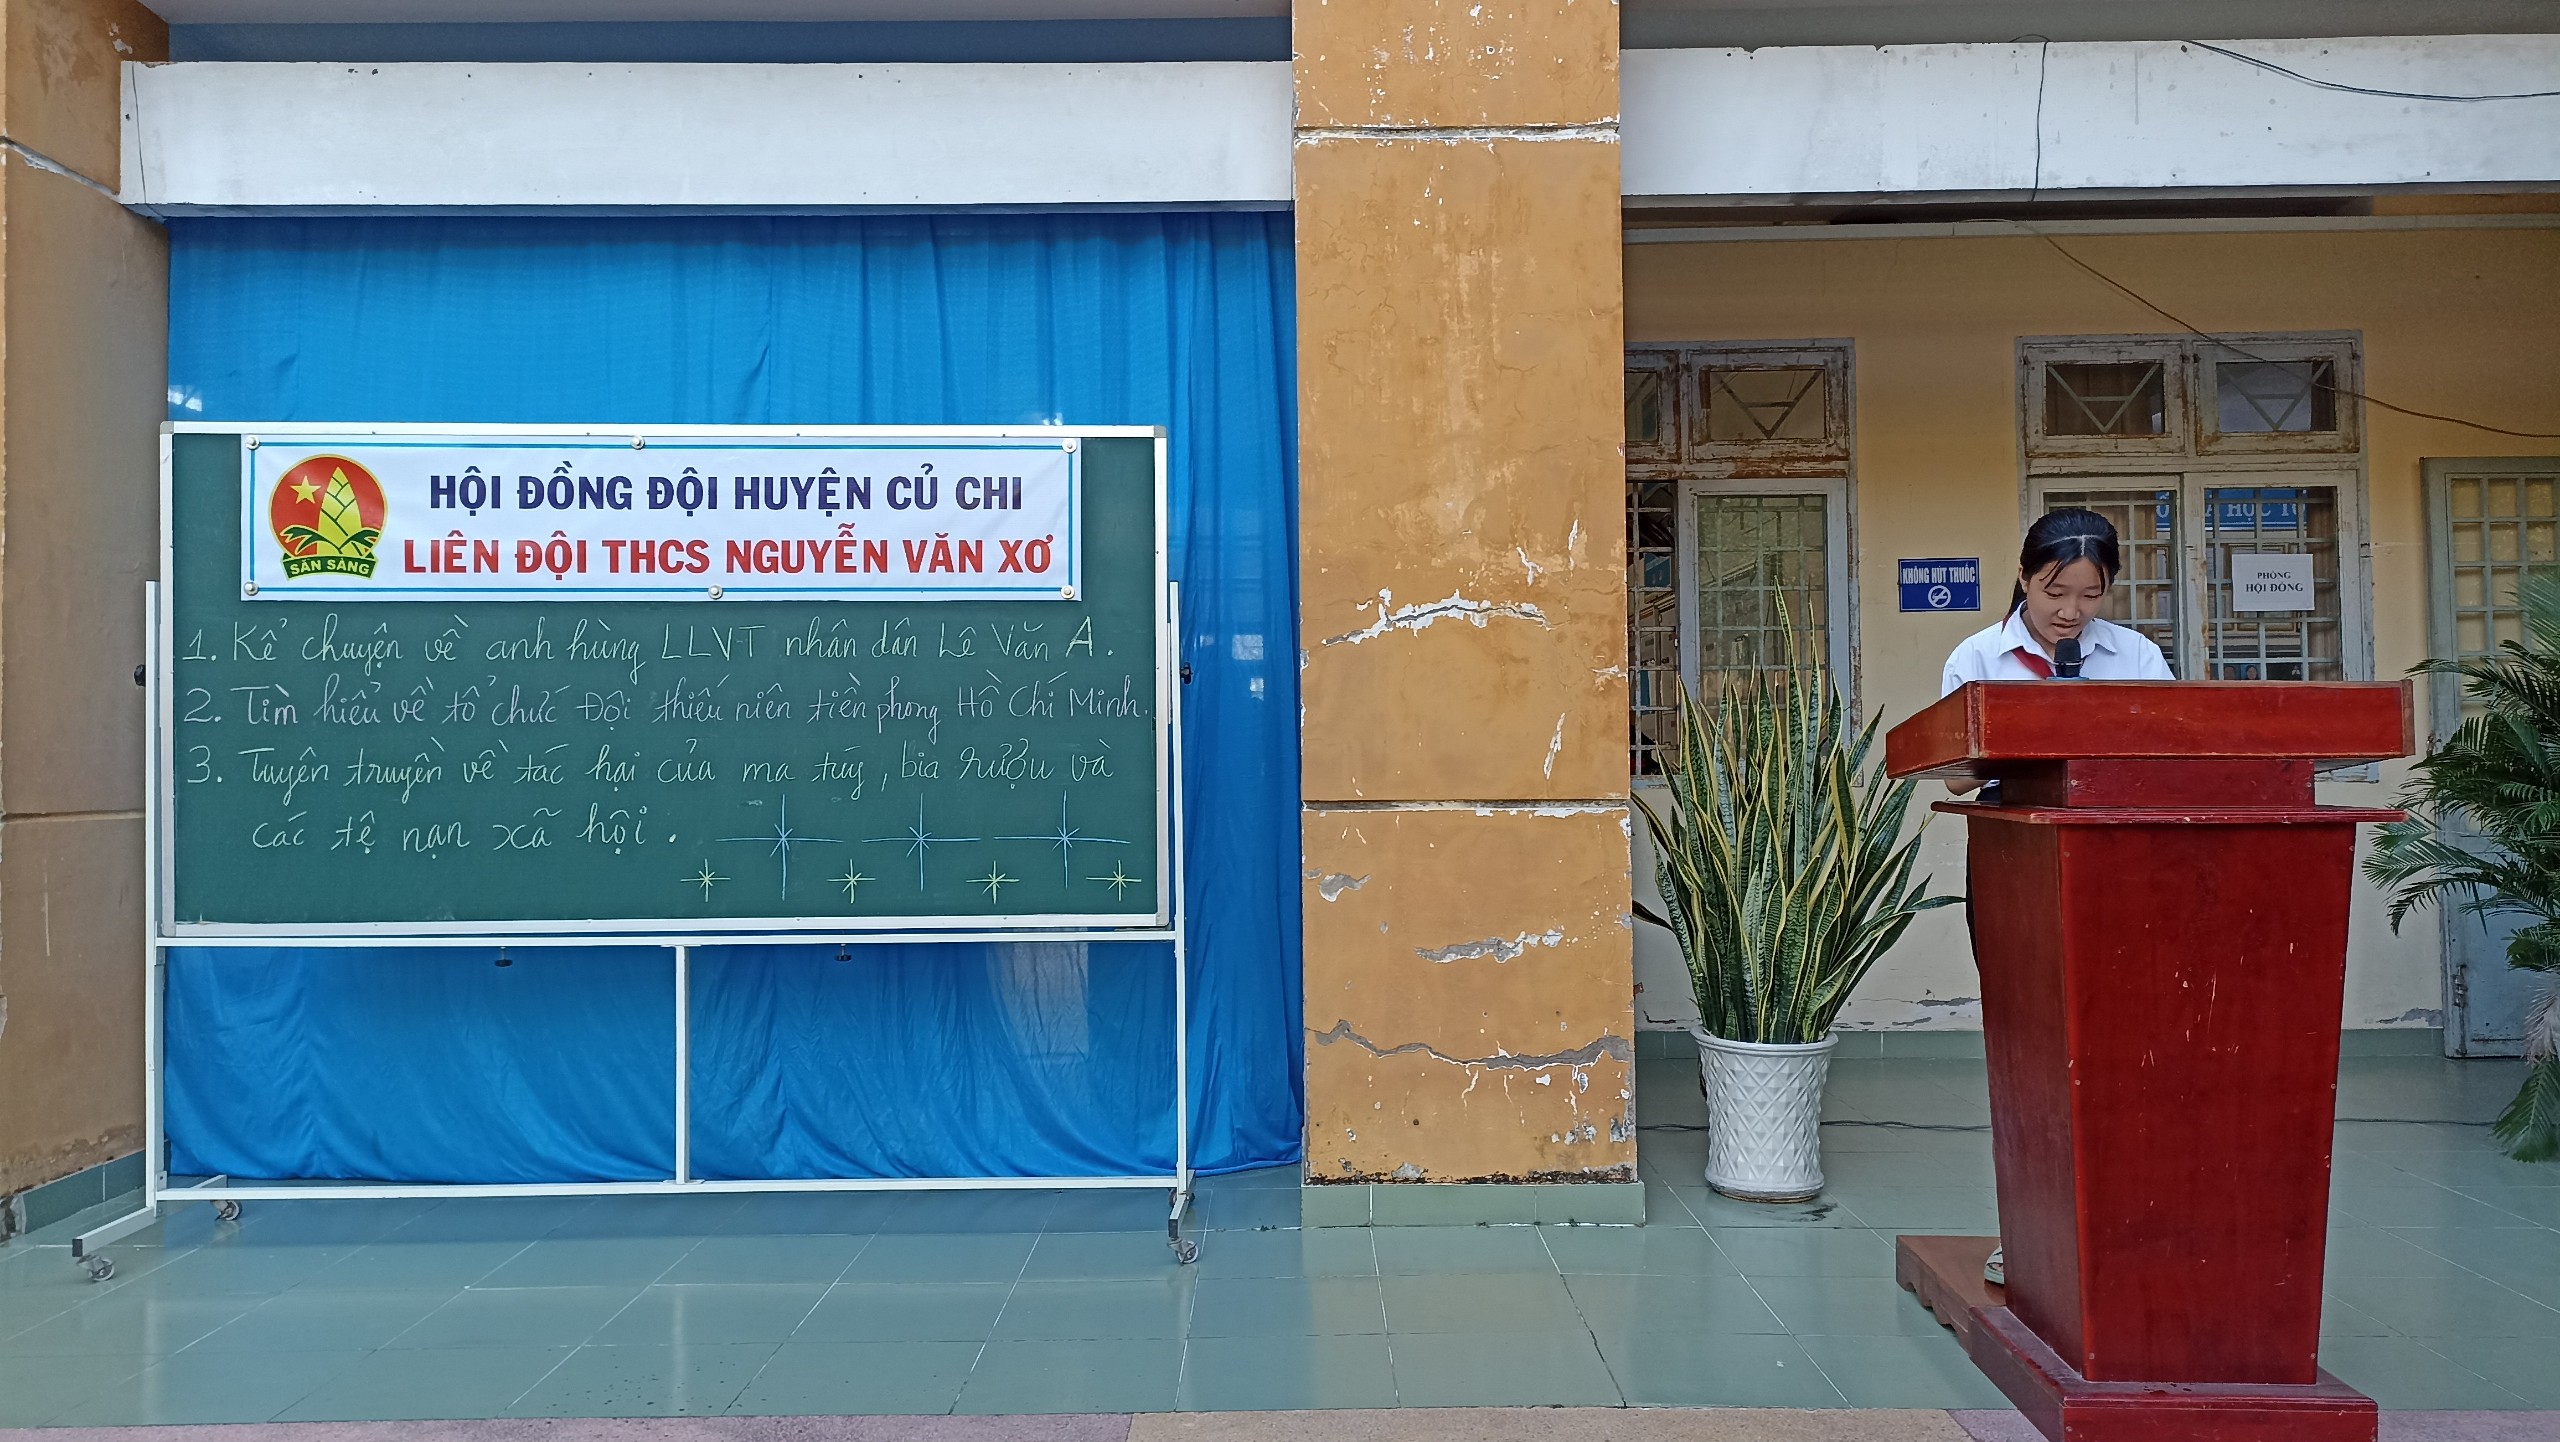 HỘI ĐỒNG ĐỘI HUYỆN CỦ CHI
LIÊN ĐỘI THCS NGUYỄN VĂN XƠ
SẴN SÀNG
1. Kể chuyện về anh hùng LLVT nhân dân Lê Văn A.
2. Tìm hiểu về tổ chức Đội thiếu niên tiền phong Hồ Chí Minh.
3. Tuyên truyền về tác hại của ma túy, bia rượu và
các tệ nạn xã hội.
KHÔNG HÚT THUỐC
PHÒNG
HỘI ĐỒNG